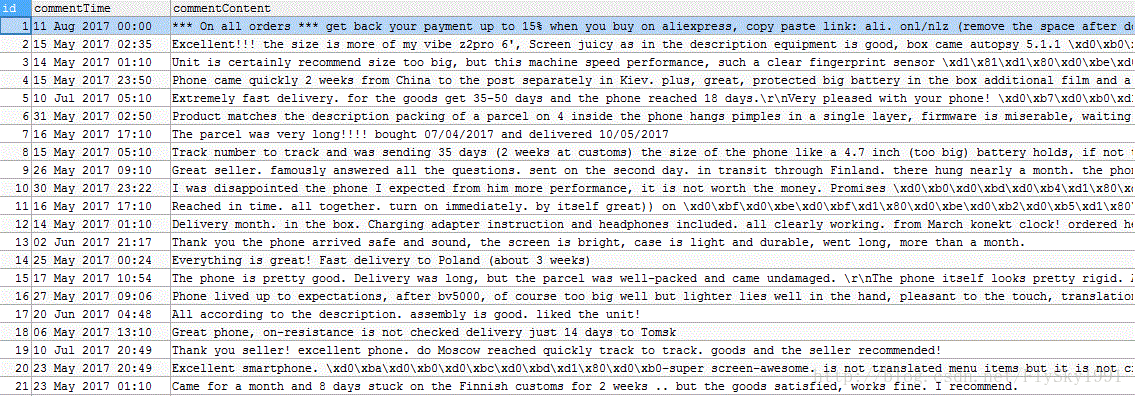 id commentTime commentContent
1 11 Aug 2017 00:00 *** On all orders *** get back your payment up to 15% when you buy on aliexpress, copy paste link: ali. onl/nlz (remove the space after do
2 15 May 2017 02:35 Excellent!!! the size is more of my vibe z2pro 6', Screen juicy as in the description equipment is good, box came autopsy 5.1.1 \xd0\xb0\x
3 14 May 2017 01:10 Unit is certainly recommend size too big, but this machine speed performance, such a clear fingerprint sensor \xd1\x81\xd1\x80\xd0\xbe\xd0
4 15 May 2017 23:50 Phone came quickly 2 weeks from China to the post separately in Kiev. plus, great, protected big battery in the box additional film and a
5 10 Jul 2017 05:10 Extremely fast delivery. for the goods get 35-50 days and the phone reached 18 days.\r\nVery pleased with your phone! \xd0\xb7\xd0\xb0\xd1
6 31 May 2017 02:50 Product matches the description packing of a parcel on 4 inside the phone hangs pimples in a single layer, firmware is miserable, waiting
7 16 May 2017 17:10 The parcel was very long!!!! bought 07/04/2017 and delivered 10/05/2017
8 15 May 2017 05:10 Track number to track and was sending 35 days (2 weeks at customs) the size of the phone like a 4.7 inch (too big) battery holds, if not t
9 26 May 2017 09:10 Great seller. famously answered all the questions. sent on the second day. in transit through Finland. there hung nearly a month. the phon
10 30 May 2017 23:22 I was disappointed the phone I expected from him more performance, it is not worth the money. Promises \xd0\xb0\xd0\xbd\xd0\xb4\xd1\x80\xd
11 16 May 2017 17:10 Reached in time. all together. turn on immediately. by itself great)) on \xd0\xbf\xd0\xbe\xd0\xbf\xd1\x80\xd0\xbe\xd0\xb2\xd0\xb5\xd1\x80
12 14 May 2017 01:10 Delivery month. in the box. Charging adapter instruction and headphones included. all clearly working. from March konekt clock! ordered he
13 02 Jun 2017 21:17 Thank you the phone arrived safe and sound, the screen is bright, case is light and durable, went long, more than a month.
14 25 May 2017 00:24 Everything is great! Fast delivery to Poland (about 3 weeks)
15 17 May 2017 10:54 The phone is pretty good. Delivery was long, but the parcel was well-packed and came undamaged. \r\nThe phone itself looks pretty rigid. A
16 27 May 2017 09:06 Phone lived up to expectations, after bv5000, of course too big well but lighter lies well in the hand, pleasant to the touch, translation
17 20 Jun 2017 04:48 All according to the description. assembly is good. liked the unit!
18 06 May 2017 13:10 Great phone, on-resistance is not checked delivery just 14 days to Tomsk
19 10 Jul 2017 20:49 Thank you seller! excellent phone. do Moscow reached quickly track to track. goods and the seller recommended!
20 23 May 2017 20:49 Excellent smartphone. \xd0\xba\xd0\xb0\xd0\xbc\xd0\xbd\xd1\x80\xd0\xb0-super screen-awesome. is not translated menu items but it is not ci
21 23 May 2017 01:10 Came for a month and 8 days stuck on the Finnish customs for 2 weeks .. but the goods satisfied, works fine. I recommend.